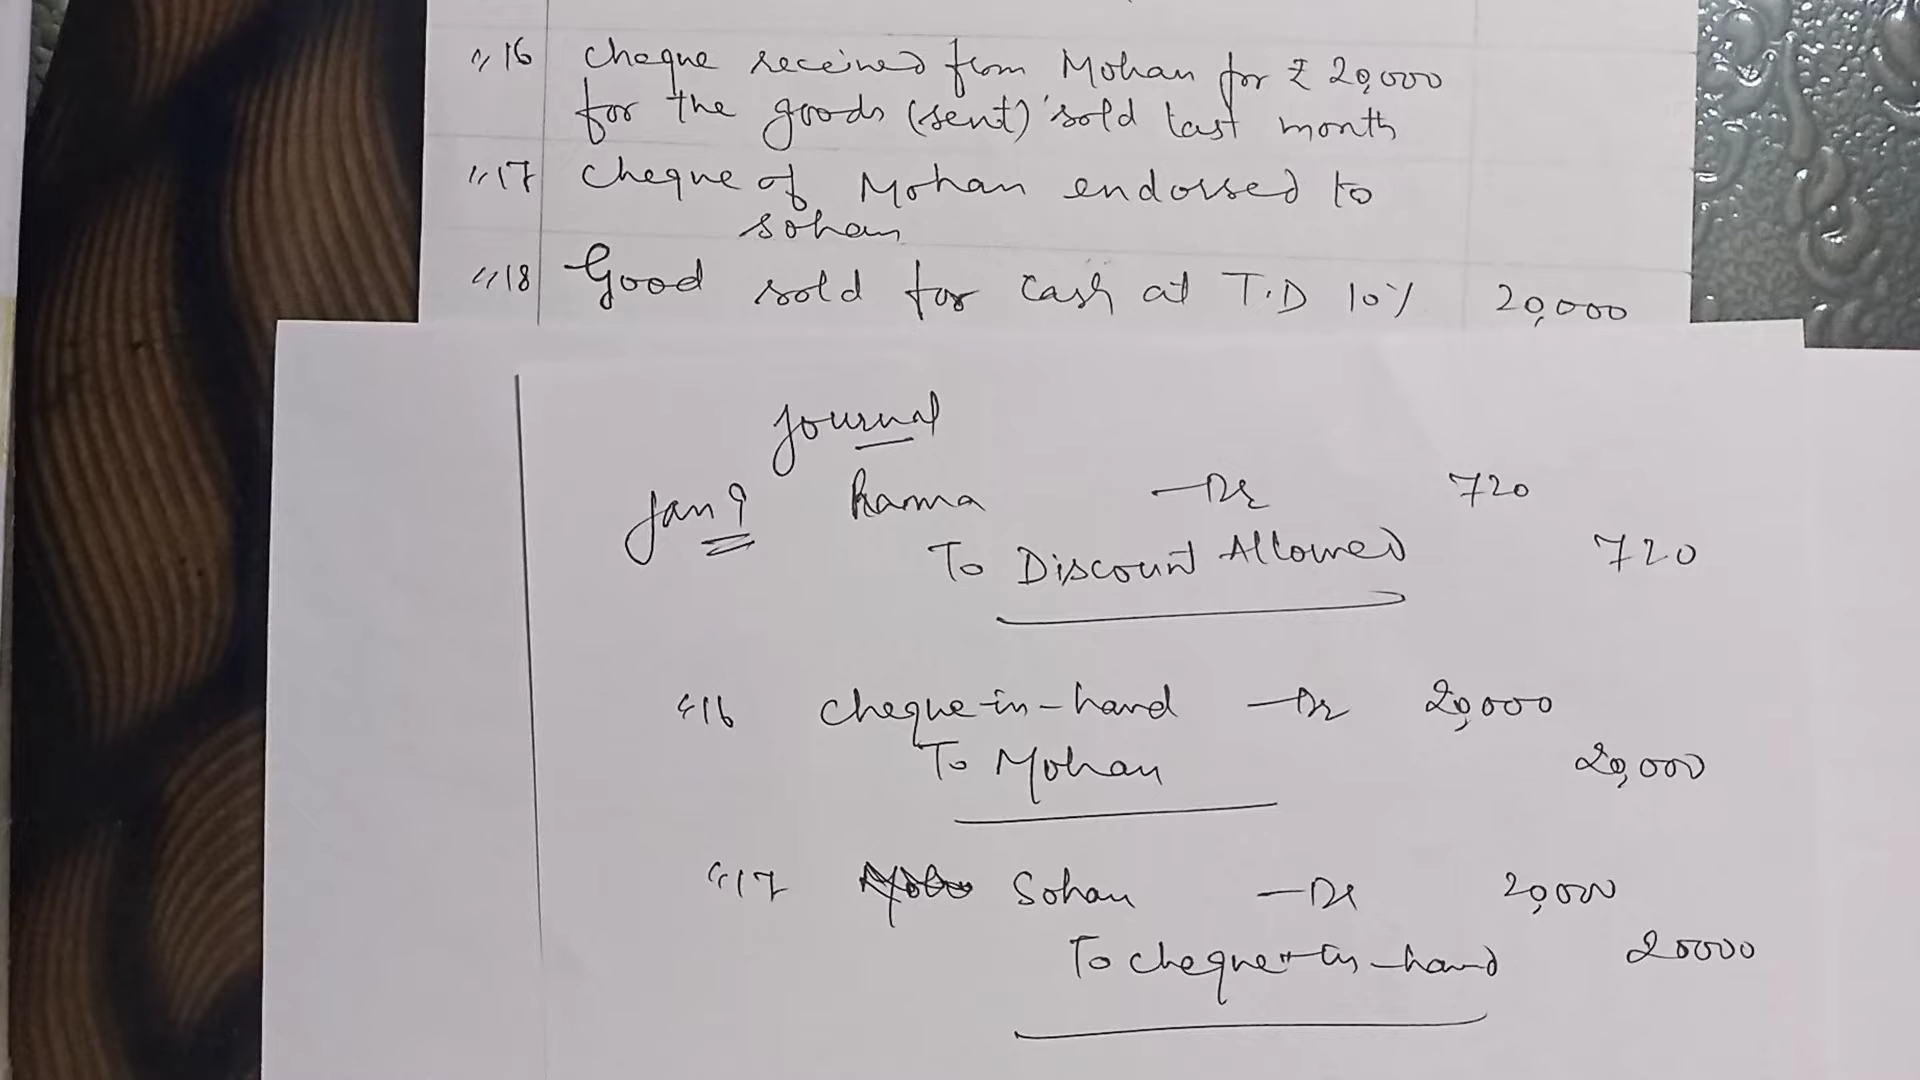 〃16 Cheque received from Mohan for ₹ 20,000
for the goods (sent) sold last month
〃17 Cheque of Mohan endorsed to
Sohan
〃18 Good sold for cash at T.D 10% 20,000
Journal
Jan 9 Rama —Dr 720
To Discount Allowed 720
〃16 Cheque-in-hand —Dr 20,000
To Mohan 20,000
〃17 Sohan —Dr 20,000
To Cheque-in-hand 20000